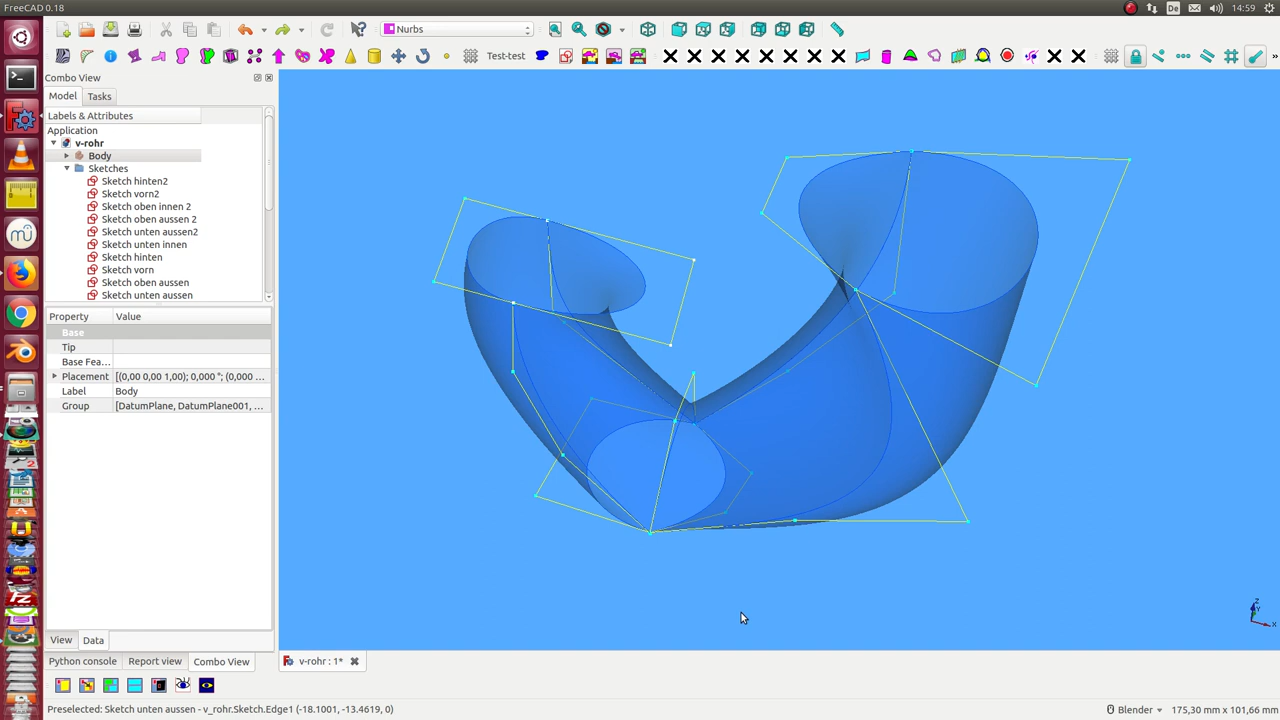 FreeCAD 0.18
De
14:59
Nurbs
Test-test
Combo View
Model
Tasks
Labels & Attributes
Application
v-rohr
Body
Sketches
Sketch hinten2
Sketch vorn2
Sketch oben innen 2
Sketch oben aussen 2
Sketch unten aussen2
Sketch unten innen
Sketch hinten
Sketch vorn
Sketch oben aussen
Sketch unten aussen
Property Value
Base
Tip
Base Fea...
Placement [(0,00 0,00 1,00); 0,000 °; (0,000 ...
Label Body
Group [DatumPlane, DatumPlane001, ...
View
Data
Python console
Report view
Combo View
v-rohr : 1*
Preselected: Sketch unten aussen - v_rohr.Sketch.Edge1 (-18.1001, -13.4619, 0)
Blender
175,30 mm x 101,66 mm
Z
Y
X